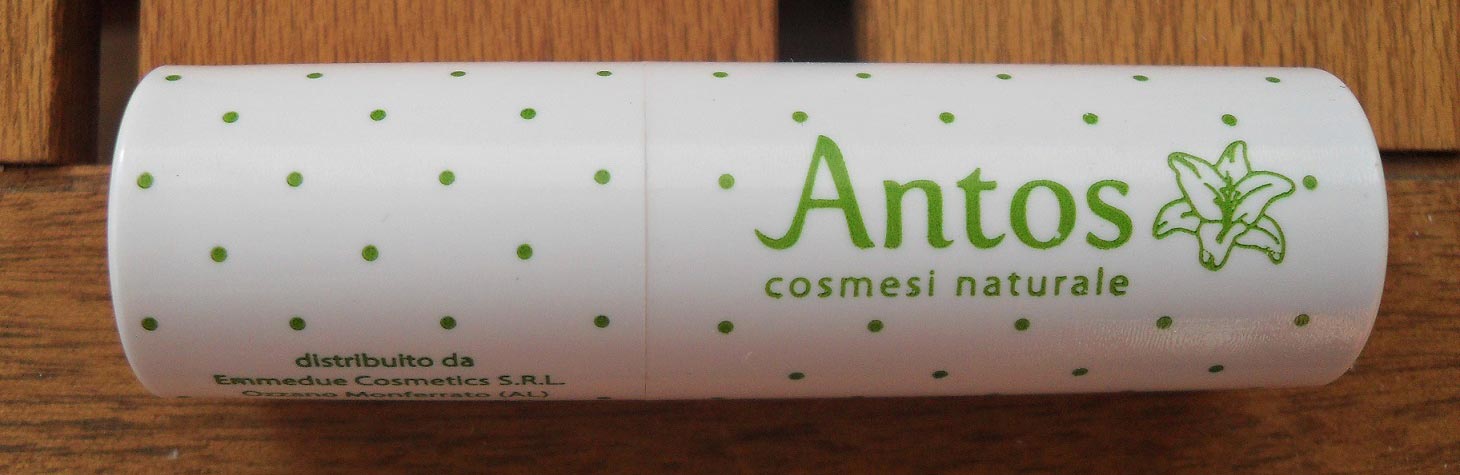 Antos
cosmesi naturale
distribuito da
Emmedue Cosmetics S.R.L.
Ozzano Monferrato (AL)